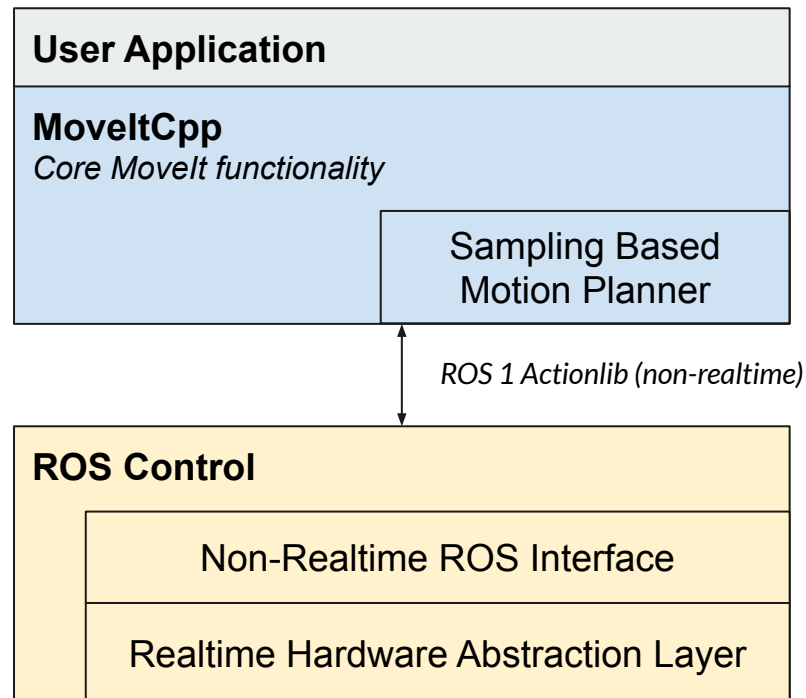 User Application
MoveItCpp
Core MoveIt functionality
Sampling Based
Motion Planner
ROS 1 Actionlib (non-realtime)
ROS Control
Non-Realtime ROS Interface
Realtime Hardware Abstraction Layer